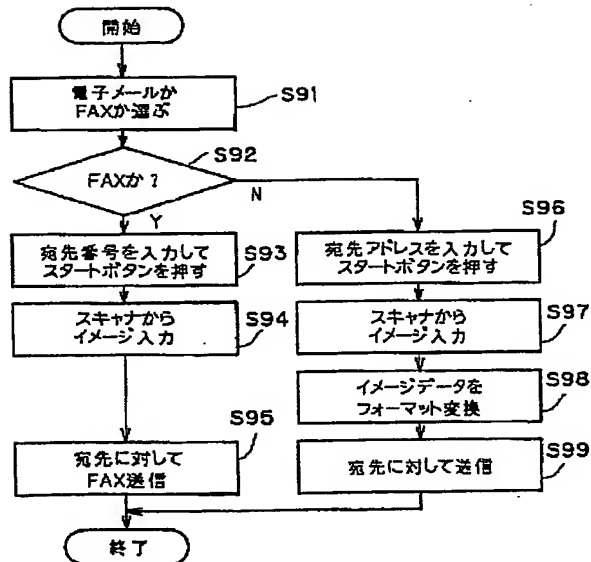 開始
電子メールか
FAXか選ぶ
S91
FAXか?
S92
N
Y
宛先番号を入力して
スタートボタンを押す
S93
スキャナから
イメージ入力
S94
宛先に対して
FAX送信
S95
宛先アドレスを入力して
スタートボタンを押す
S96
スキャナから
イメージ入力
S97
イメージデータを
フォーマット変換
S98
宛先に対して送信
S99
終了